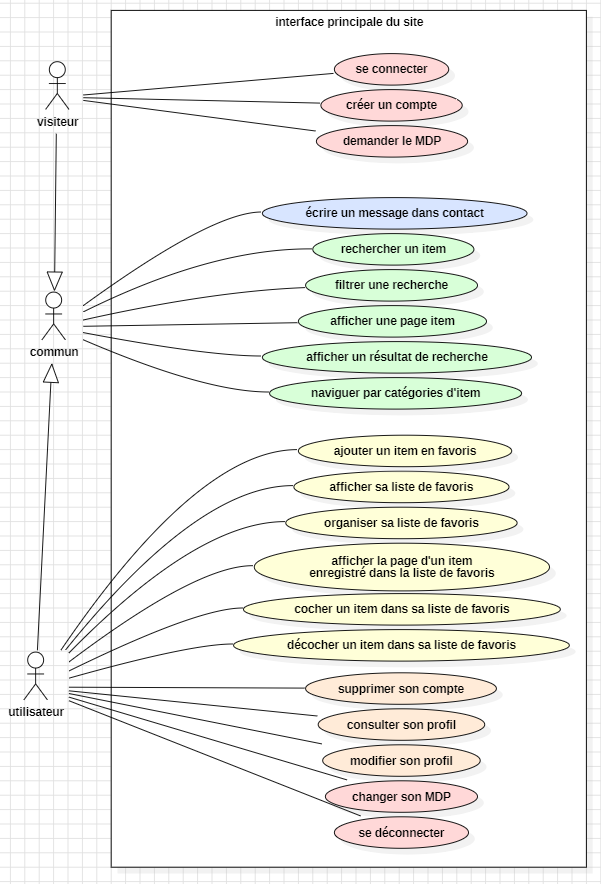 interface principale du site
se connecter
créer un compte
demander le MDP
visiteur
écrire un message dans contact
rechercher un item
filtrer une recherche
afficher une page item
afficher un résultat de recherche
naviguer par catégories d'item
commun
ajouter un item en favoris
afficher sa liste de favoris
organiser sa liste de favoris
afficher la page d'un item
enregistré dans la liste de favoris
cocher un item dans sa liste de favoris
décocher un item dans sa liste de favoris
supprimer son compte
consulter son profil
modifier son profil
changer son MDP
se déconnecter
utilisateur